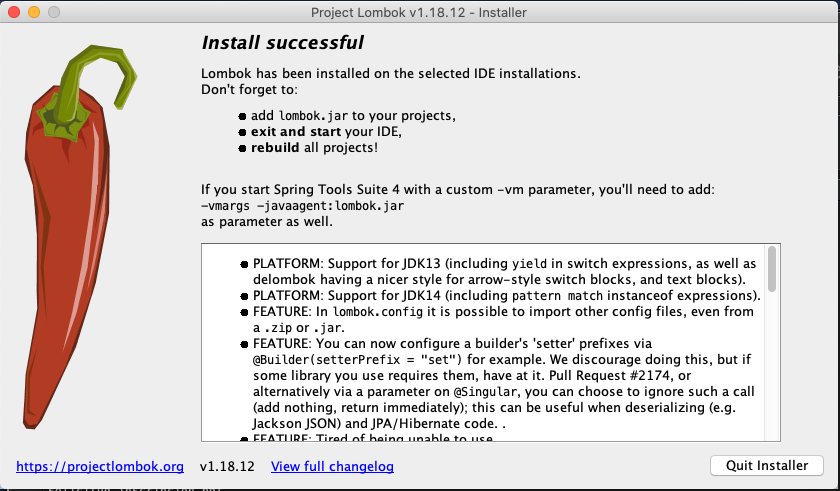 Project Lombok v1.18.12 - Installer
Install successful
Lombok has been installed on the selected IDE installations.
Don't forget to:
● add lombok.jar to your projects,
● exit and start your IDE,
● rebuild all projects!
If you start Spring Tools Suite 4 with a custom -vm parameter, you'll need to add:
-vmargs -javaagent:lombok.jar
as parameter as well.
● PLATFORM: Support for JDK13 (including yield in switch expressions, as well as
delombok having a nicer style for arrow-style switch blocks, and text blocks).
● PLATFORM: Support for JDK14 (including pattern match instanceof expressions).
● FEATURE: In lombok.config it is possible to import other config files, even from
a .zip or .jar.
● FEATURE: You can now configure a builder's 'setter' prefixes via
@Builder(setterPrefix = "set") for example. We discourage doing this, but if
some library you use requires them, have at it. Pull Request #2174, or
alternatively via a parameter on @Singular, you can choose to ignore such a call
(add nothing, return immediately); this can be useful when deserializing (e.g.
Jackson JSON) and JPA/Hibernate code. .
● FEATURE: Tired of being unable to use
https://projectlombok.org v1.18.12 View full changelog Quit Installer